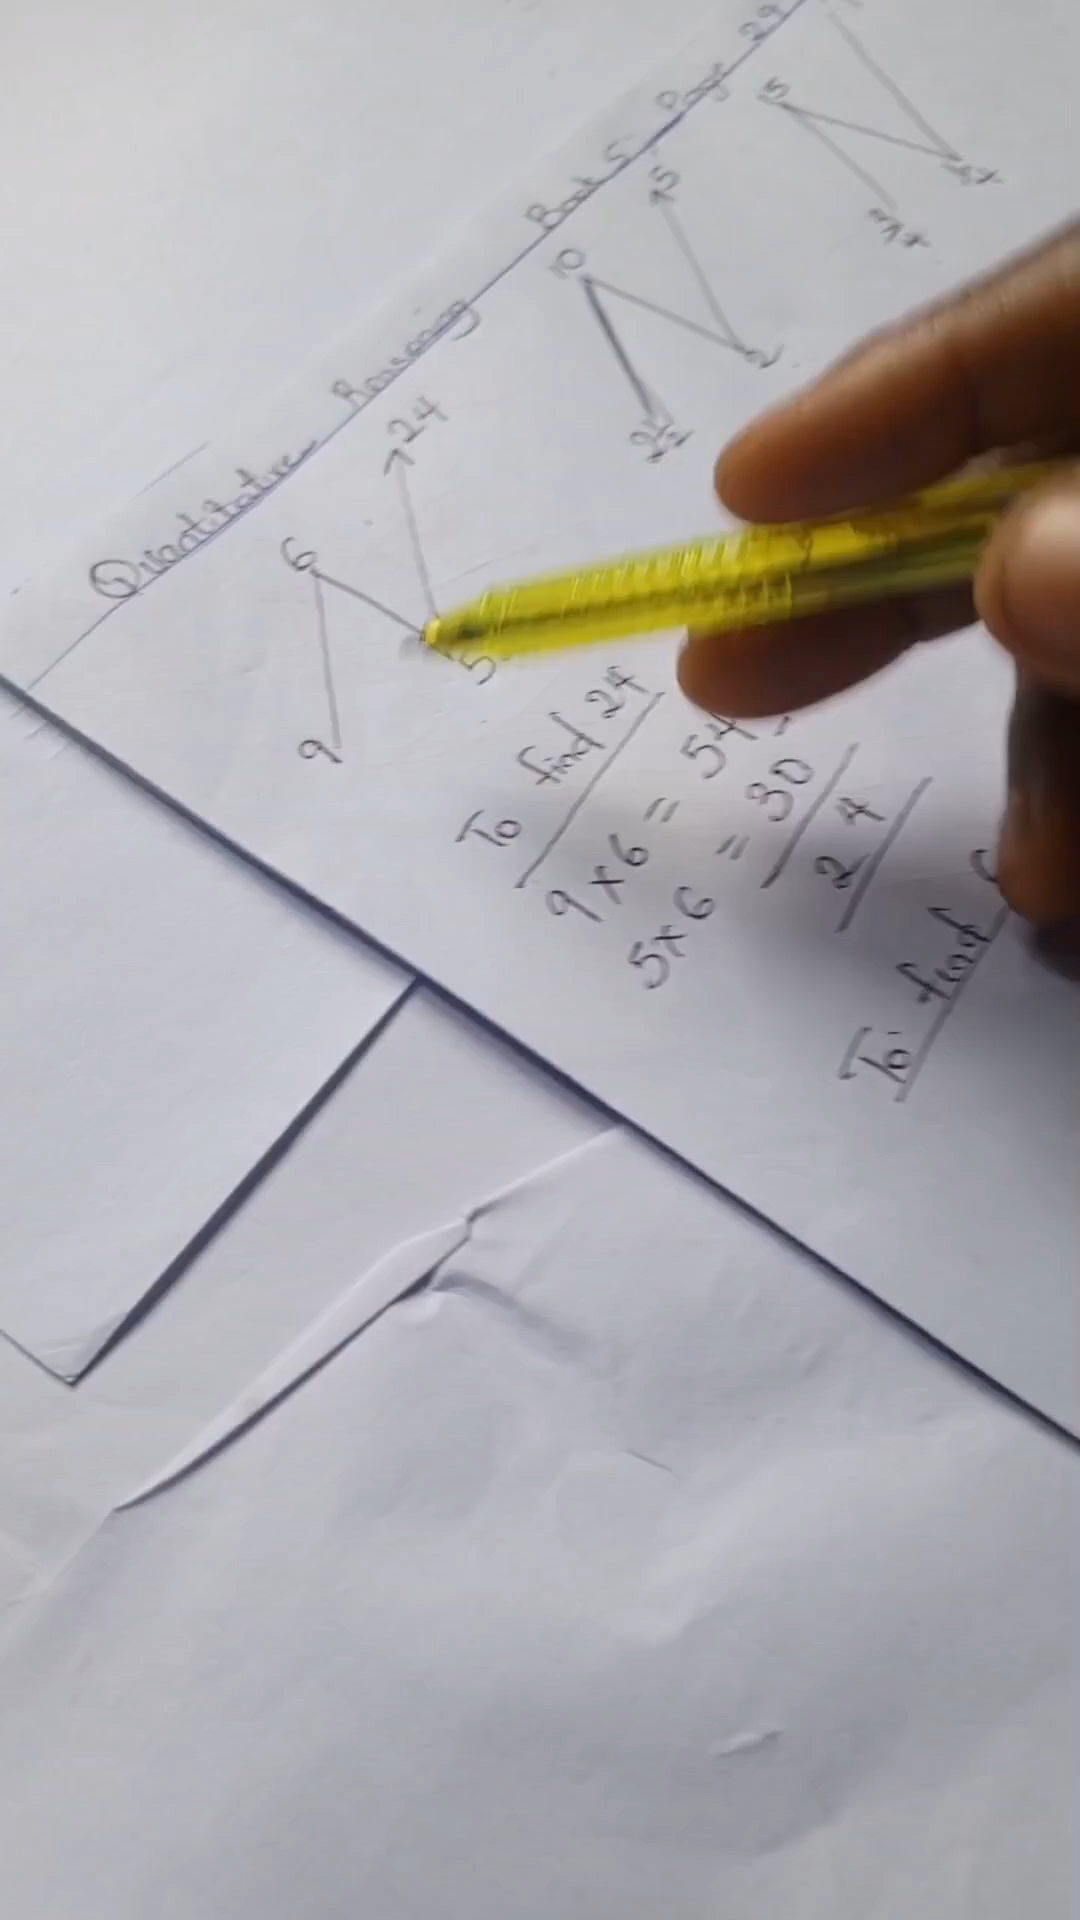 Quantitative Reasoning Book 5 Page 29
6 24
9 5
10 15
2
15
To find 24
9 x 6 = 54 -
5 x 6 = 30
24
To find